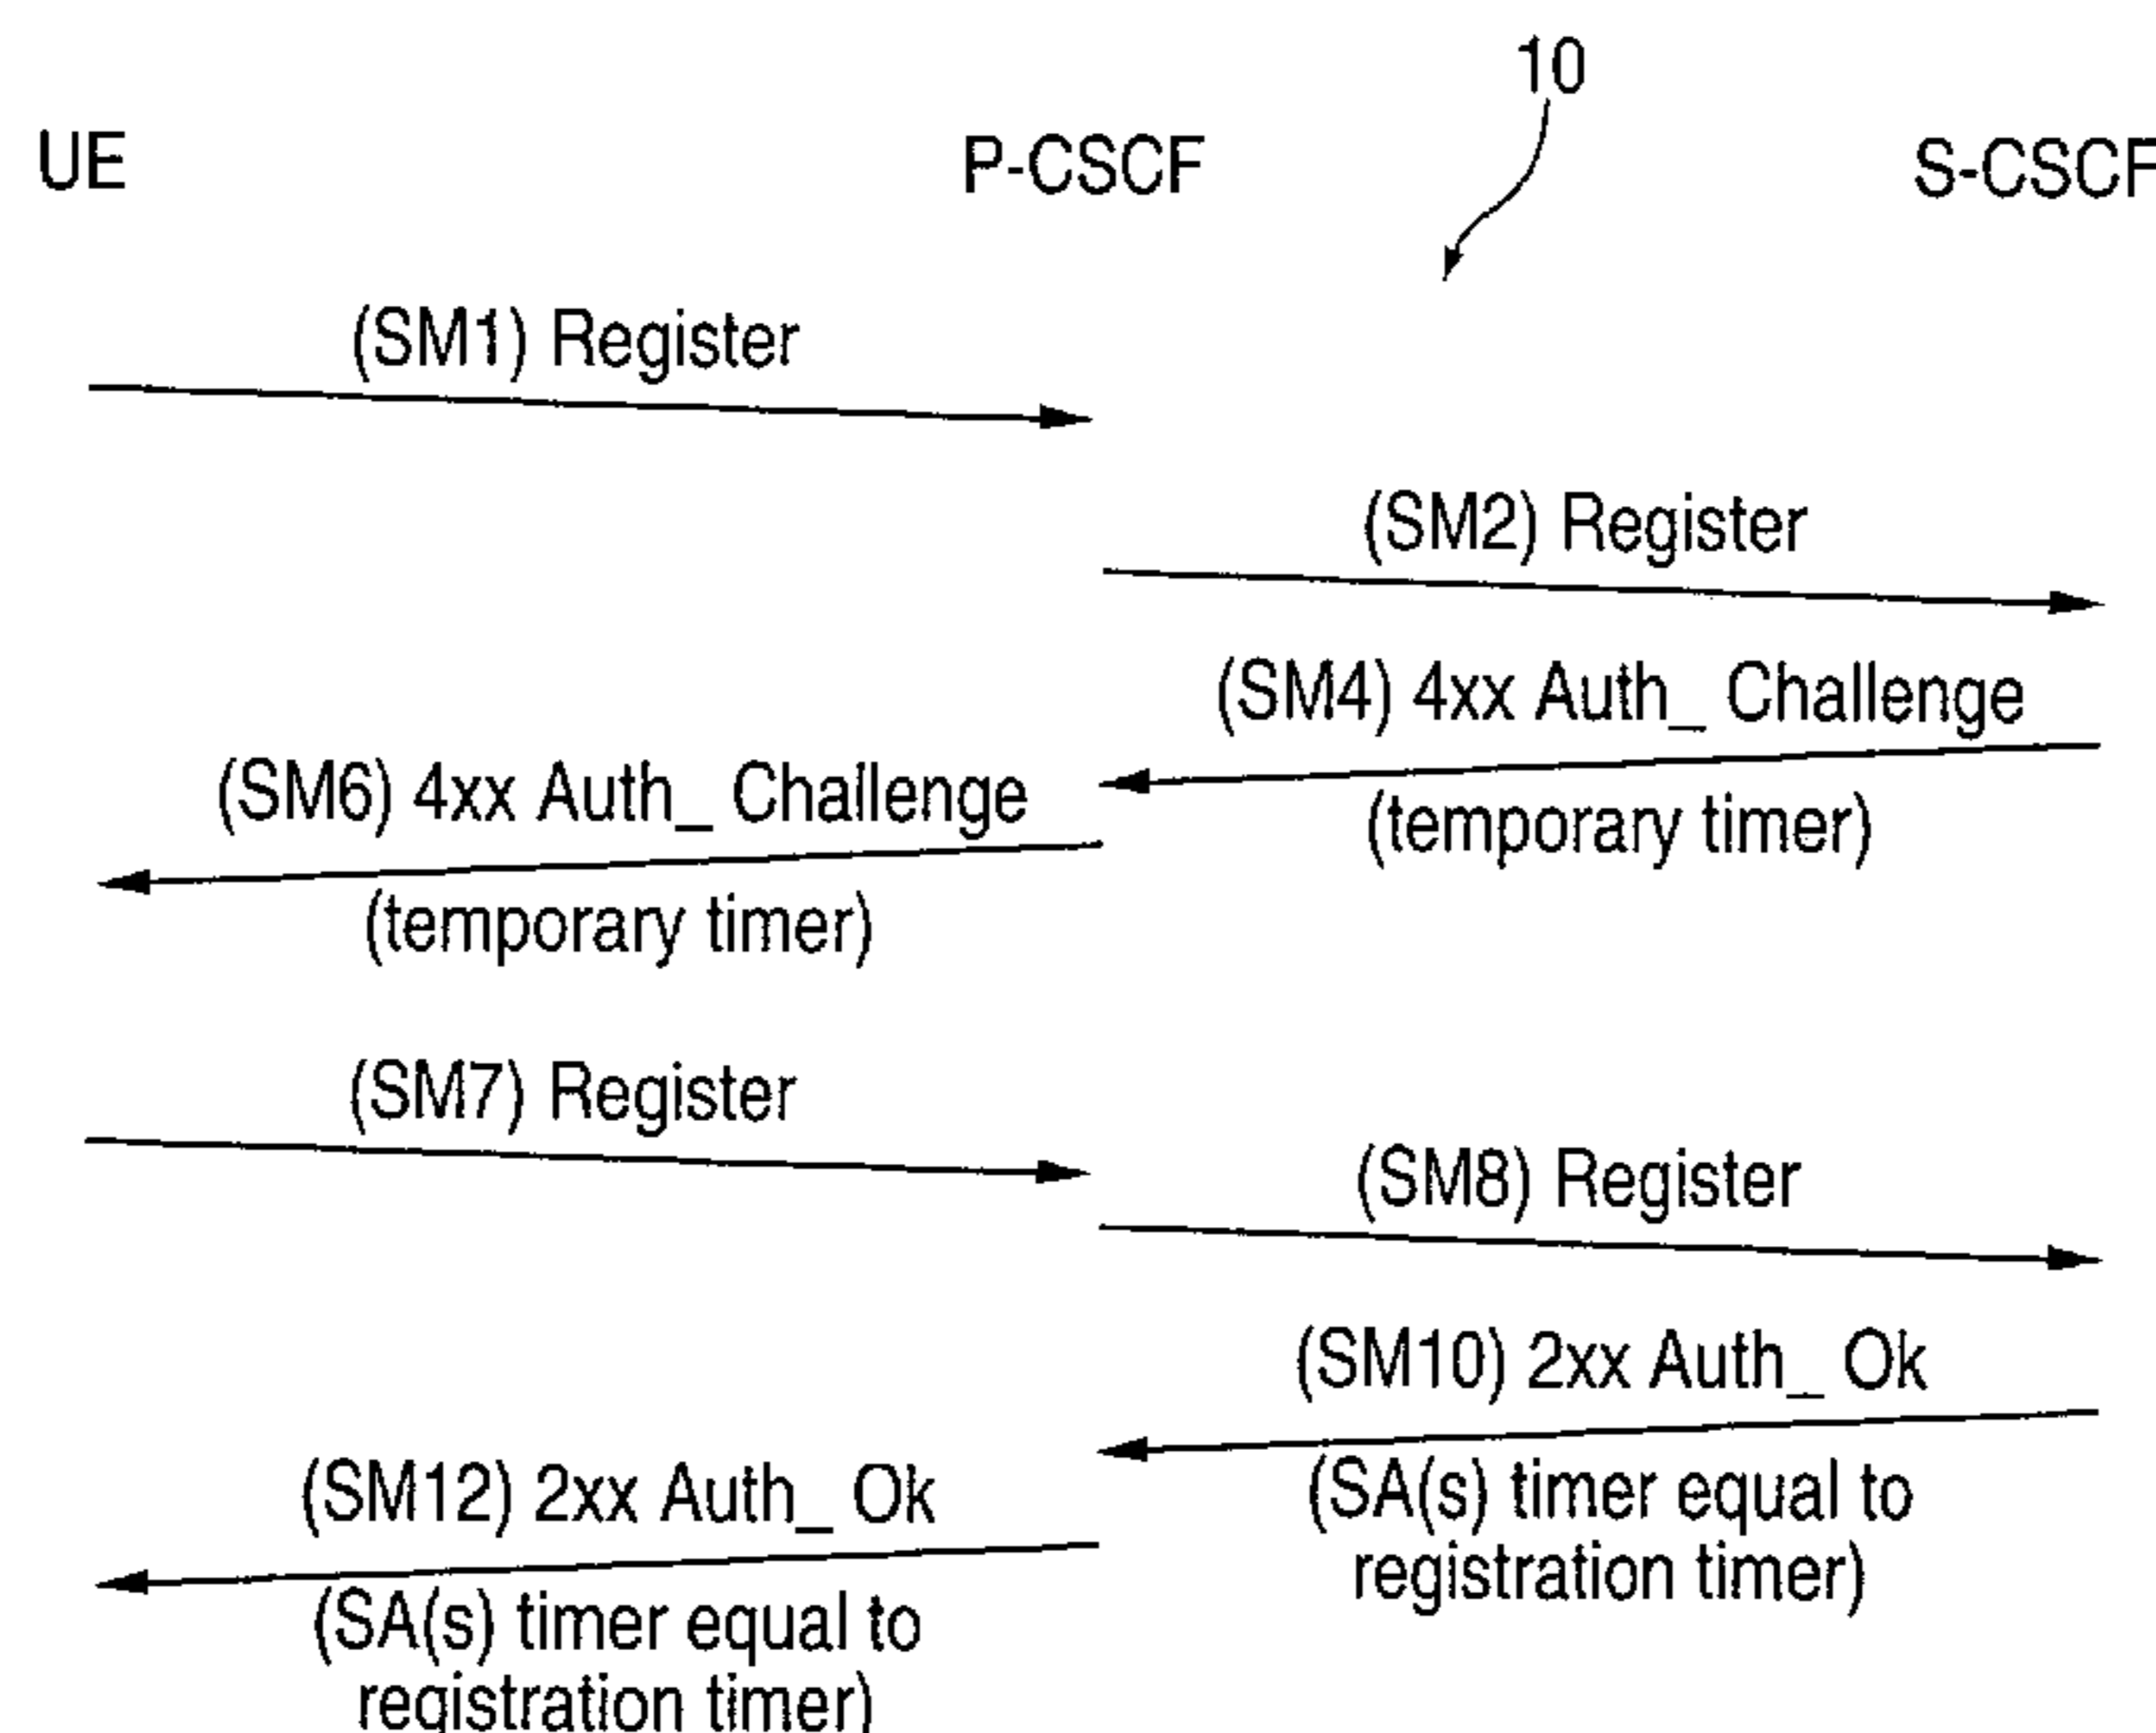 10
UE
P-CSCF
S-CSCF
(SM1) Register
(SM2) Register
(SM4) 4xx Auth_ Challenge
(temporary timer)
(SM6) 4xx Auth_ Challenge
(temporary timer)
(SM7) Register
(SM8) Register
(SM10) 2xx Auth_ Ok
(SA(s) timer equal to
registration timer)
(SM12) 2xx Auth_ Ok
(SA(s) timer equal to
registration timer)